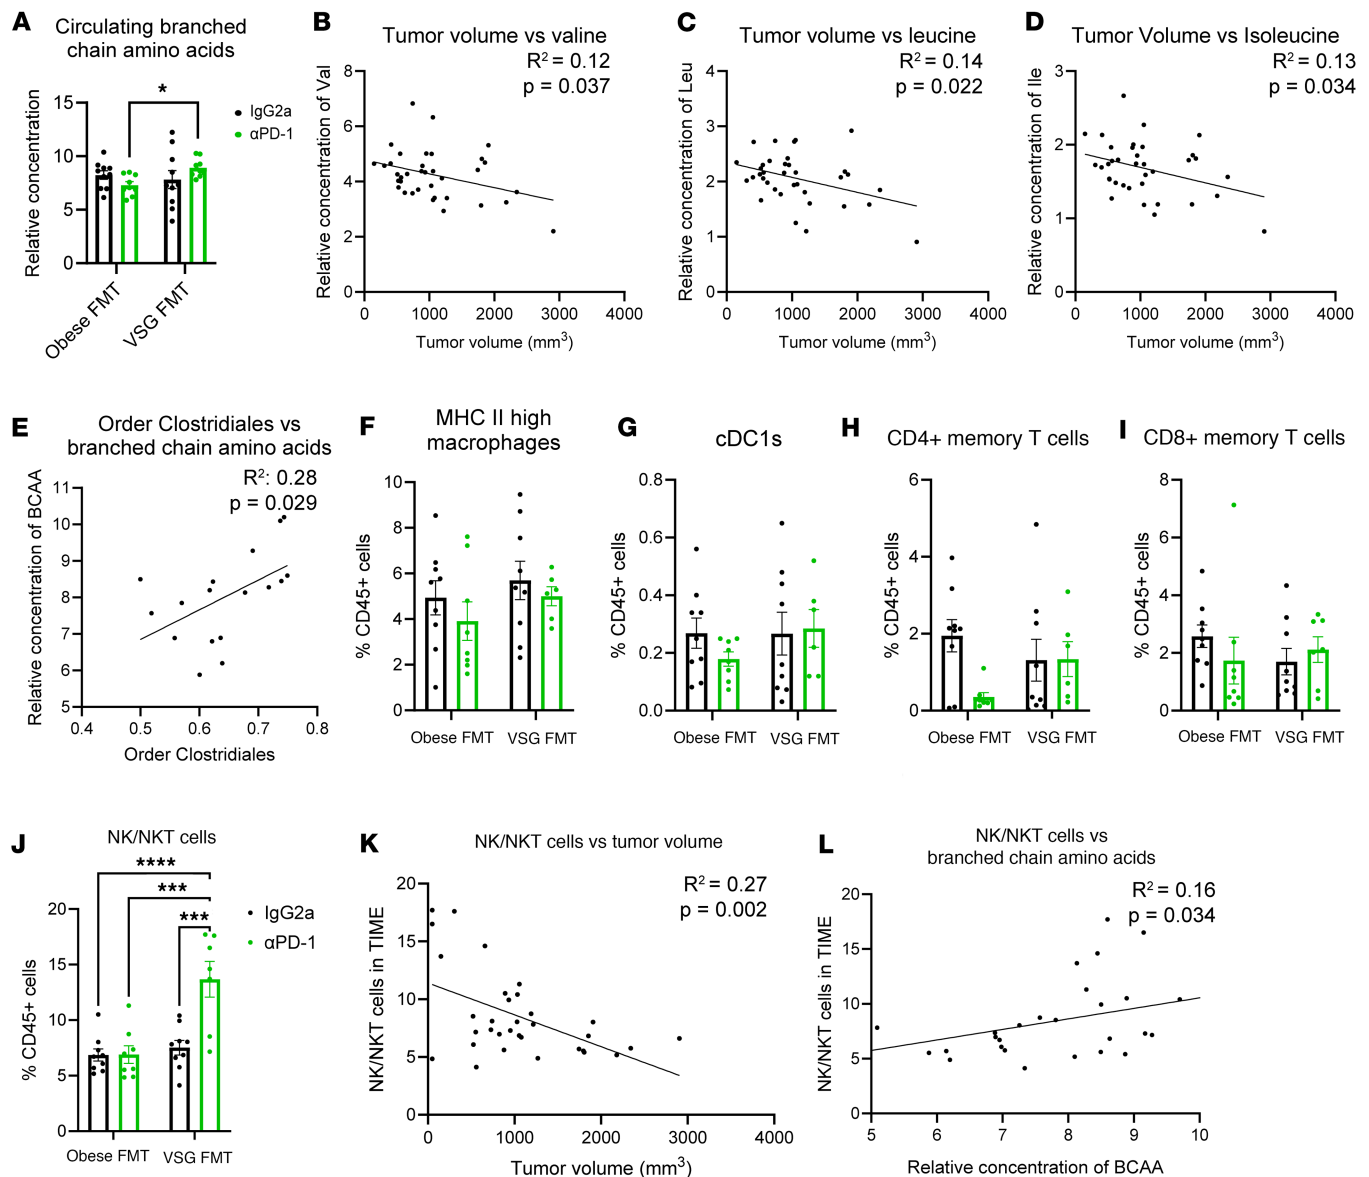 A
Circulating branched
chain amino acids
Relative concentration
15
10
5
0
*
IgG2a
αPD-1
Obese FMT
VSG FMT
B
Tumor volume vs valine
R² = 0.12
p = 0.037
Relative concentration of Val
8
6
4
2
0
0
1000
2000
3000
4000
Tumor volume (mm³)
C
Tumor volume vs leucine
R² = 0.14
p = 0.022
Relative concentration of Leu
4
3
2
1
0
0
1000
2000
3000
4000
Tumor volume (mm³)
D
Tumor Volume vs Isoleucine
R² = 0.13
p = 0.034
Relative concentration of Ile
3
2
1
0
0
1000
2000
3000
4000
Tumor volume (mm³)
E
Order Clostridiales vs
branched chain amino acids
R²: 0.28
p = 0.029
Relative concentration of BCAA
11
10
9
8
7
6
5
0.4
0.5
0.6
0.7
0.8
Order Clostridiales
F
MHC II high
macrophages
% CD45+ cells
10
8
6
4
2
0
Obese FMT
VSG FMT
G
cDC1s
% CD45+ cells
0.8
0.6
0.4
0.2
0.0
Obese FMT
VSG FMT
H
CD4+ memory T cells
% CD45+ cells
6
4
2
0
Obese FMT
VSG FMT
I
CD8+ memory T cells
% CD45+ cells
8
6
4
2
0
Obese FMT
VSG FMT
J
NK/NKT cells
****
***
***
% CD45+ cells
20
15
10
5
0
IgG2a
αPD-1
Obese FMT
VSG FMT
K
NK/NKT cells vs tumor volume
R² = 0.27
p = 0.002
NK/NKT cells in TIME
20
15
10
5
0
0
1000
2000
3000
4000
Tumor volume (mm³)
L
NK/NKT cells vs
branched chain amino acids
R² = 0.16
p = 0.034
NK/NKT cells in TIME
20
15
10
5
0
5
6
7
8
9
10
Relative concentration of BCAA